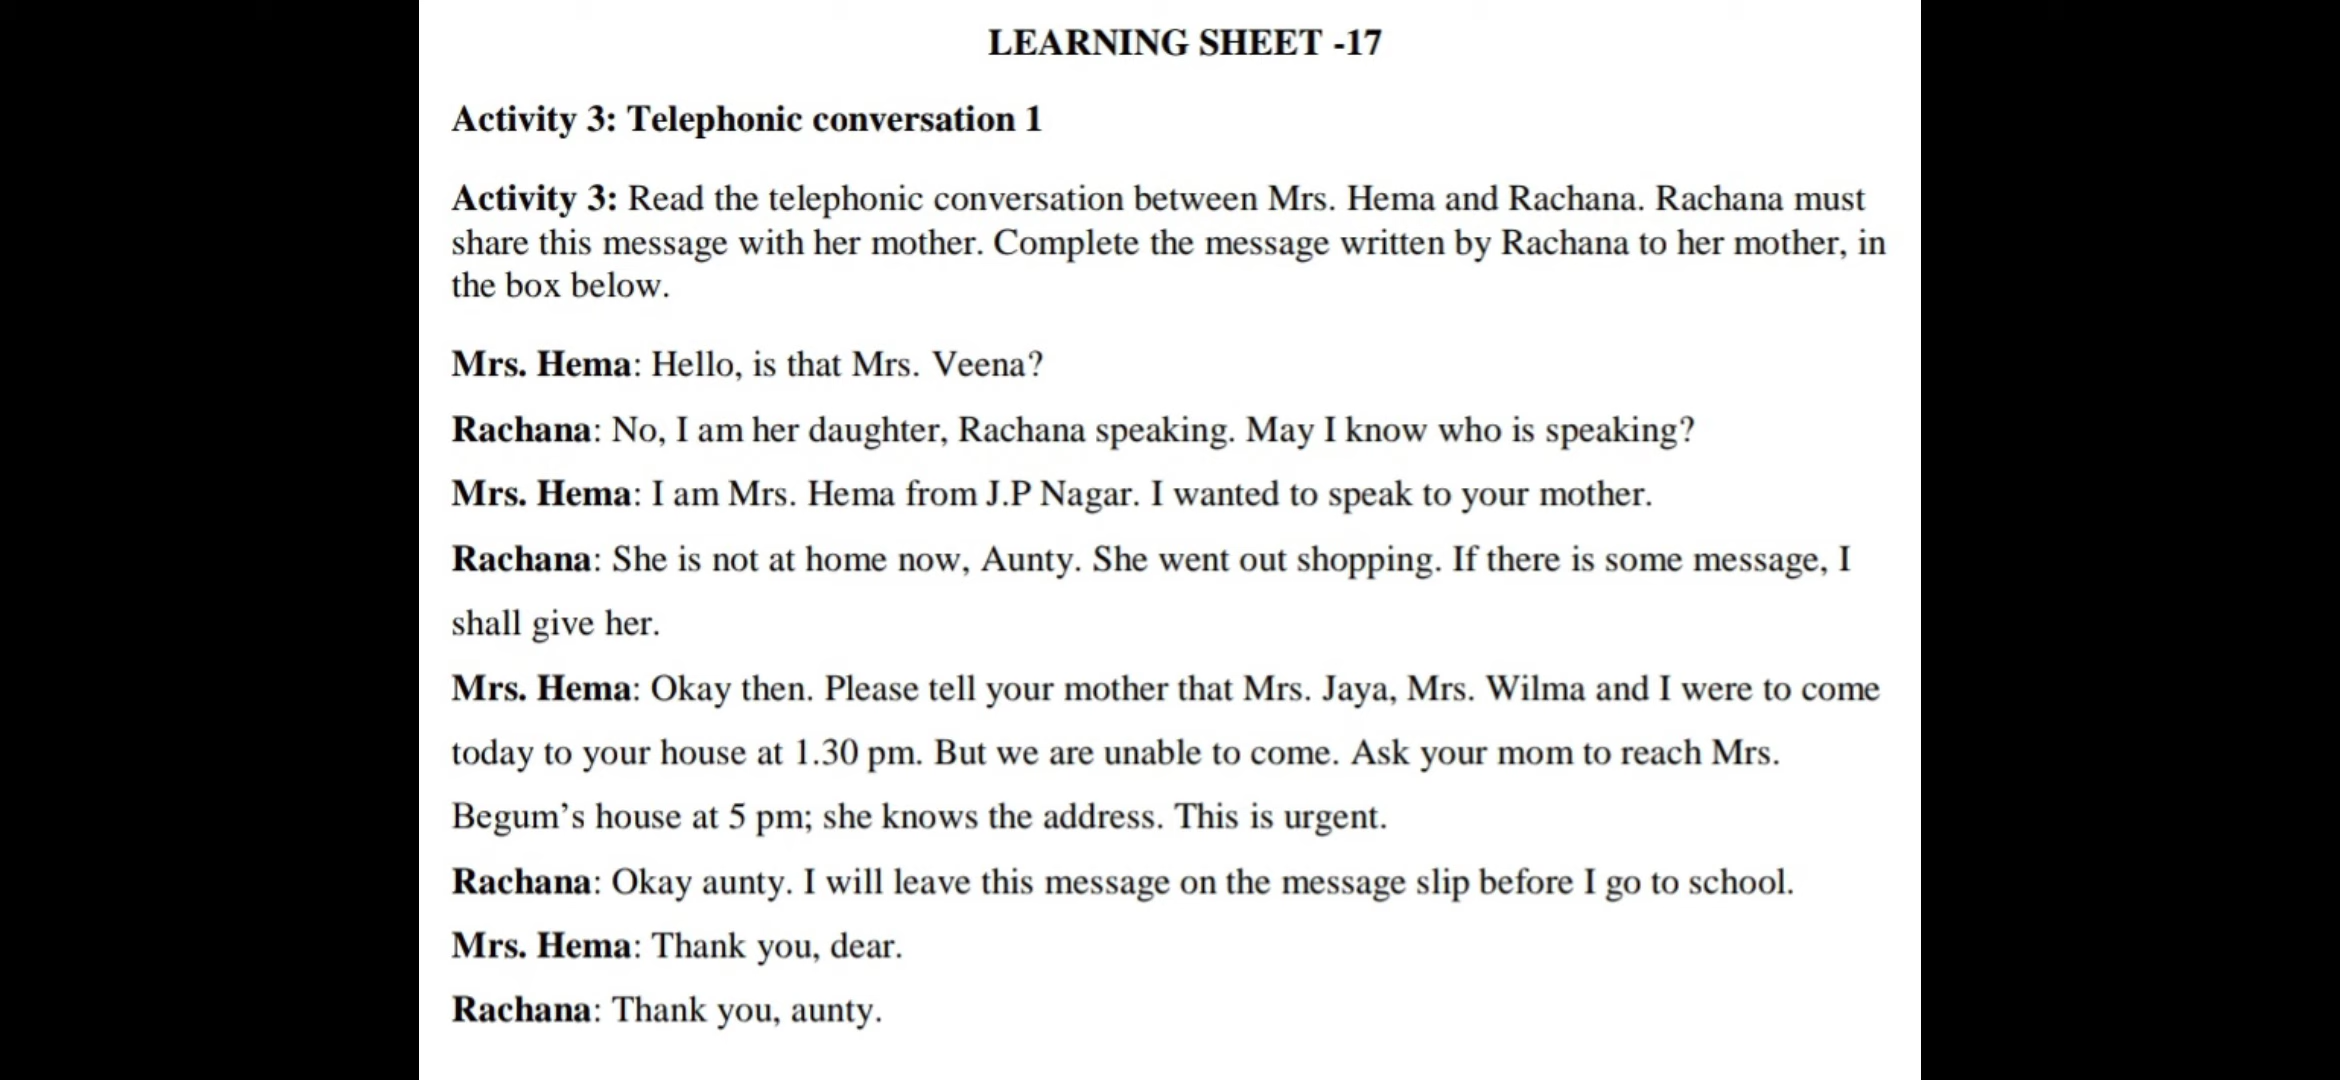 LEARNING SHEET -17
Activity 3: Telephonic conversation 1
Activity 3: Read the telephonic conversation between Mrs. Hema and Rachana. Rachana must
share this message with her mother. Complete the message written by Rachana to her mother, in
the box below.
Mrs. Hema: Hello, is that Mrs. Veena?
Rachana: No, I am her daughter, Rachana speaking. May I know who is speaking?
Mrs. Hema: I am Mrs. Hema from J.P Nagar. I wanted to speak to your mother.
Rachana: She is not at home now, Aunty. She went out shopping. If there is some message, I
shall give her.
Mrs. Hema: Okay then. Please tell your mother that Mrs. Jaya, Mrs. Wilma and I were to come
today to your house at 1.30 pm. But we are unable to come. Ask your mom to reach Mrs.
Begum’s house at 5 pm; she knows the address. This is urgent.
Rachana: Okay aunty. I will leave this message on the message slip before I go to school.
Mrs. Hema: Thank you, dear.
Rachana: Thank you, aunty.